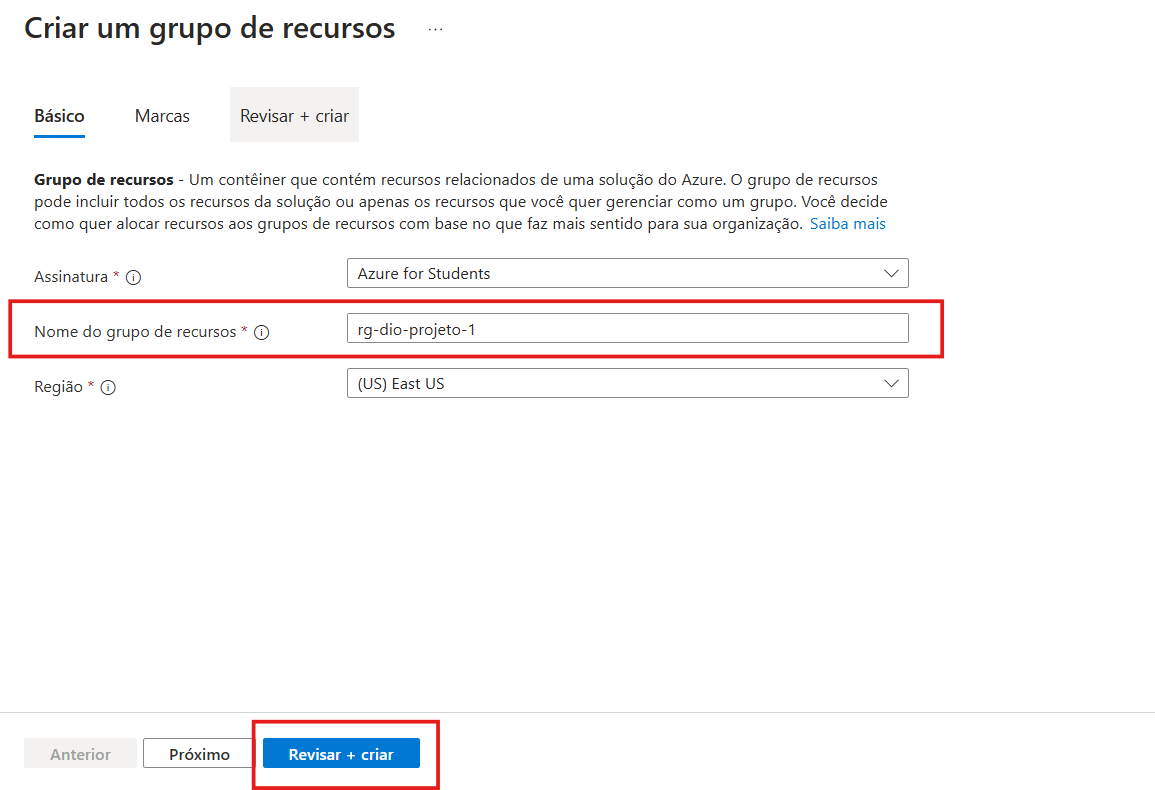 Criar um grupo de recursos ...
Básico Marcas Revisar + criar
Grupo de recursos - Um contêiner que contém recursos relacionados de uma solução do Azure. O grupo de recursos
pode incluir todos os recursos da solução ou apenas os recursos que você quer gerenciar como um grupo. Você decide
como quer alocar recursos aos grupos de recursos com base no que faz mais sentido para sua organização. Saiba mais
Assinatura * Azure for Students
Nome do grupo de recursos * rg-dio-projeto-1
Região * (US) East US
Anterior Próximo Revisar + criar